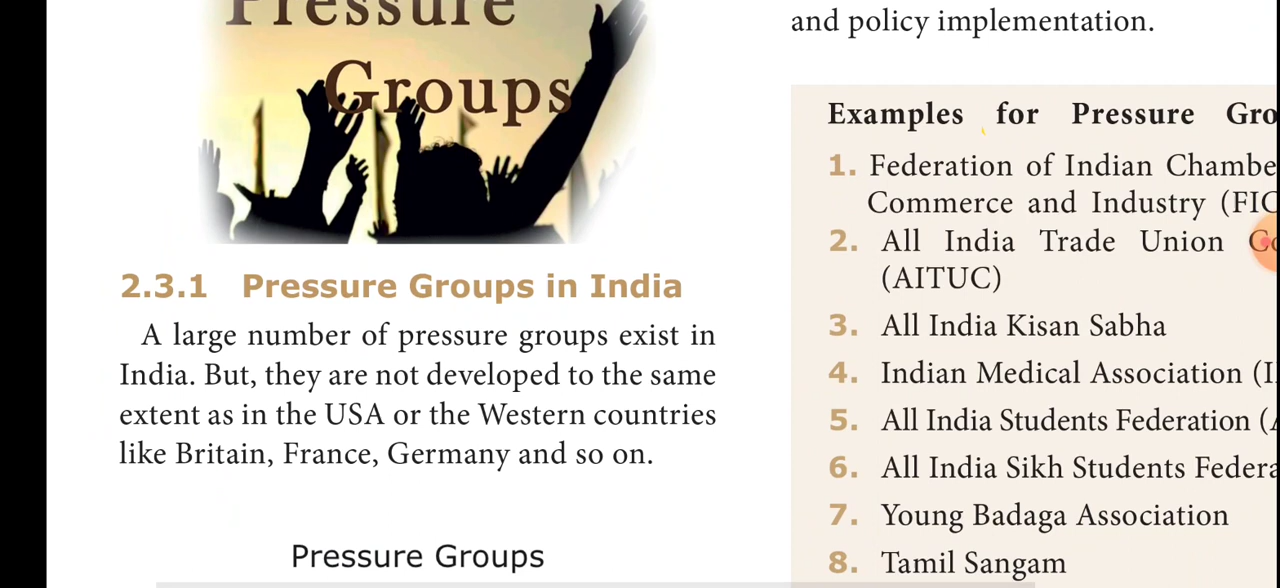 Pressure
Groups
2.3.1 Pressure Groups in India
A large number of pressure groups exist in
India. But, they are not developed to the same
extent as in the USA or the Western countries
like Britain, France, Germany and so on.
Pressure Groups
and policy implementation.
Examples for Pressure
1. Federation of Indian
Commerce and Industry
2. All India Trade Union
(AITUC)
3. All India Kisan Sabha
4. Indian Medical Association
5. All India Students Federation
6. All India Sikh Students
7. Young Badaga Association
8. Tamil Sangam